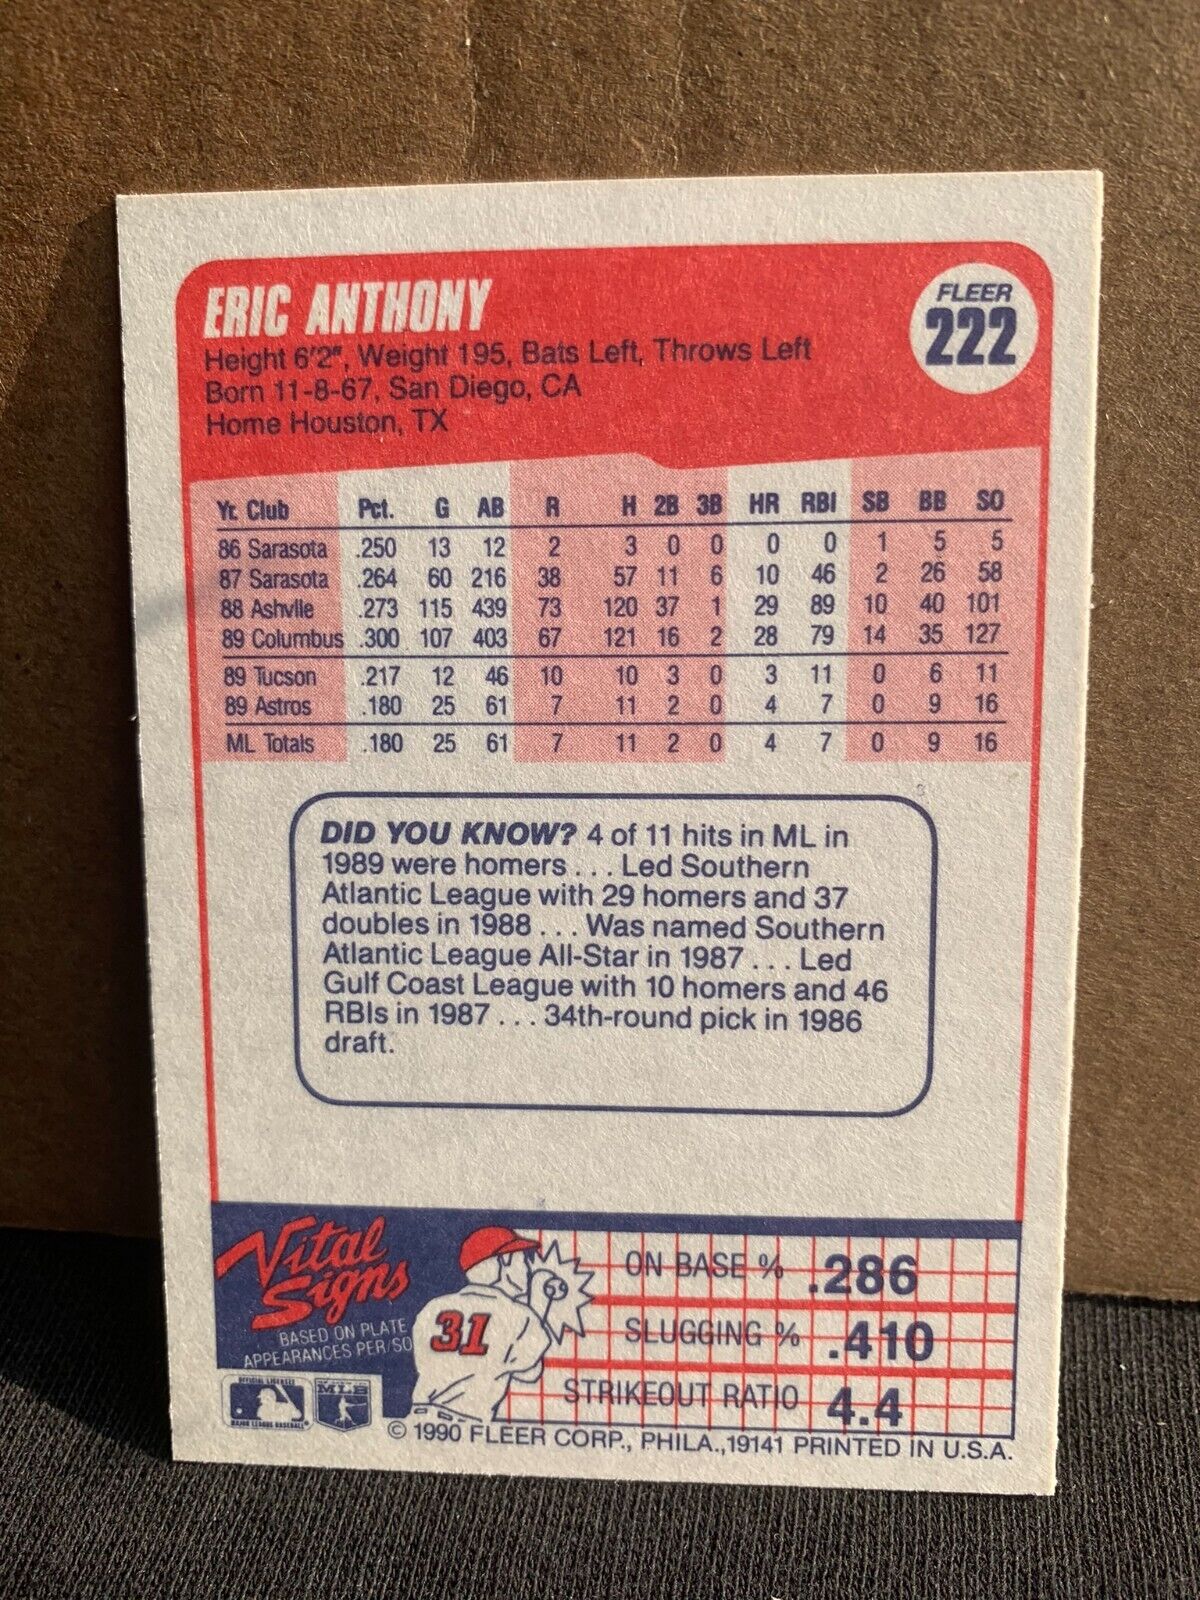 ERIC ANTHONY
Height 6'2", Weight 195, Bats Left, Throws Left
Born 11-8-67, San Diego, CA
Home Houston, TX
FLEER
222
Yr. Club Pct. G AB R H 2B 3B HR RBI SB BB SO
86 Sarasota .250 13 12 2 3 0 0 0 0 1 5 5
87 Sarasota .264 60 216 38 57 11 6 10 46 2 26 58
88 Ashvlle .273 115 439 73 120 37 1 29 89 10 40 101
89 Columbus .300 107 403 67 121 16 2 28 79 14 35 127
89 Tucson .217 12 46 10 10 3 0 3 11 0 6 11
89 Astros .180 25 61 7 11 2 0 4 7 0 9 16
ML Totals .180 25 61 7 11 2 0 4 7 0 9 16
DID YOU KNOW? 4 of 11 hits in ML in
1989 were homers . . . Led Southern
Atlantic League with 29 homers and 37
doubles in 1988 . . . Was named Southern
Atlantic League All-Star in 1987 . . . Led
Gulf Coast League with 10 homers and 46
RBIs in 1987 . . . 34th-round pick in 1986
draft.
Vital
Signs
BASED ON PLATE
APPEARANCES PER/SO
31
ON BASE % .286
SLUGGING % .410
STRIKEOUT RATIO 4.4
OFFICIAL LICENSEE
MAJOR LEAGUE BASEBALL
MLB
© 1990 FLEER CORP., PHILA.,19141 PRINTED IN U.S.A.